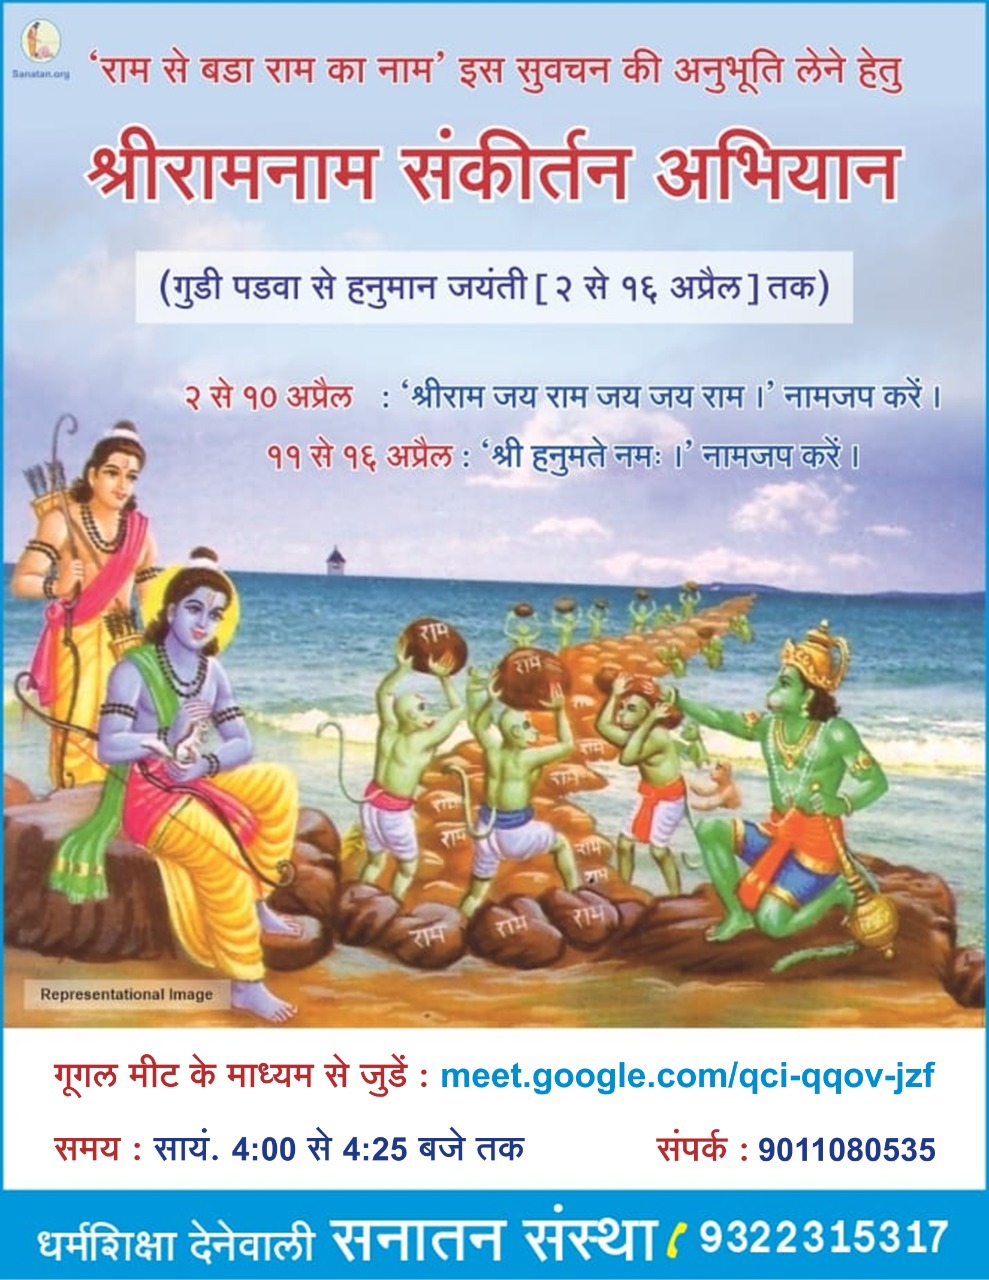 Sanatan.org
‘राम से बडा राम का नाम’ इस सुवचन की अनुभूति लेने हेतु
श्रीरामनाम संकीर्तन अभियान
(गुडी पडवा से हनुमान जयंती [ २ से १६ अप्रैल ] तक)
२ से १० अप्रैल : ‘श्रीराम जय राम जय जय राम ।’ नामजप करें ।
११ से १६ अप्रैल : ‘श्री हनुमते नमः ।’ नामजप करें ।
राम
राम
राम
राम
राम
राम
राम
राम
राम
राम
राम
Representational Image
गूगल मीट के माध्यम से जुडें : meet.google.com/qci-qqov-jzf
समय : सायं. 4:00 से 4:25 बजे तक संपर्क : 9011080535
धर्मशिक्षा देनेवाली सनातन संस्था 9322315317